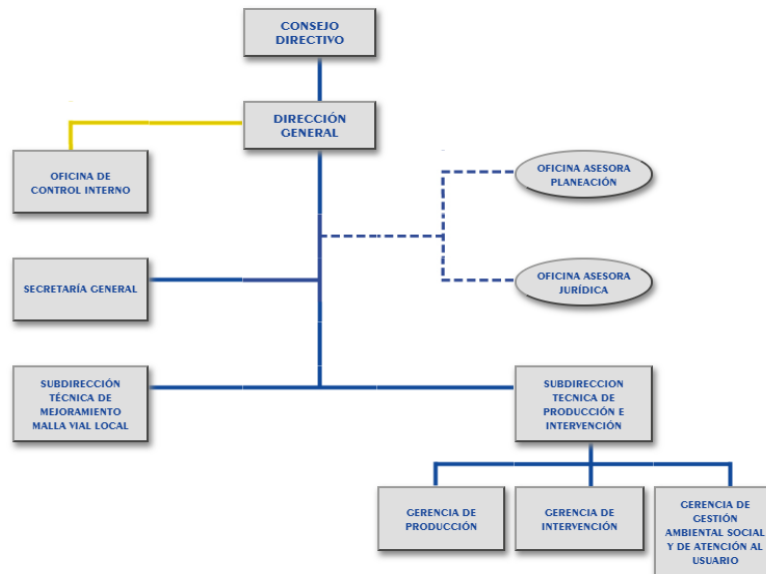 CONSEJO
DIRECTIVO
DIRECCIÓN
GENERAL
OFICINA DE
CONTROL INTERNO
OFICINA ASESORA
PLANEACIÓN
SECRETARÍA GENERAL
OFICINA ASESORA
JURÍDICA
SUBDIRECCIÓN
TÉCNICA DE
MEJORAMIENTO
MALLA VIAL LOCAL
SUBDIRECCION
TECNICA DE
PRODUCCIÓN E
INTERVENCIÓN
GERENCIA DE
PRODUCCIÓN
GERENCIA DE
INTERVENCIÓN
GERENCIA DE
GESTIÓN
AMBIENTAL SOCIAL
Y DE ATENCIÓN AL
USUARIO